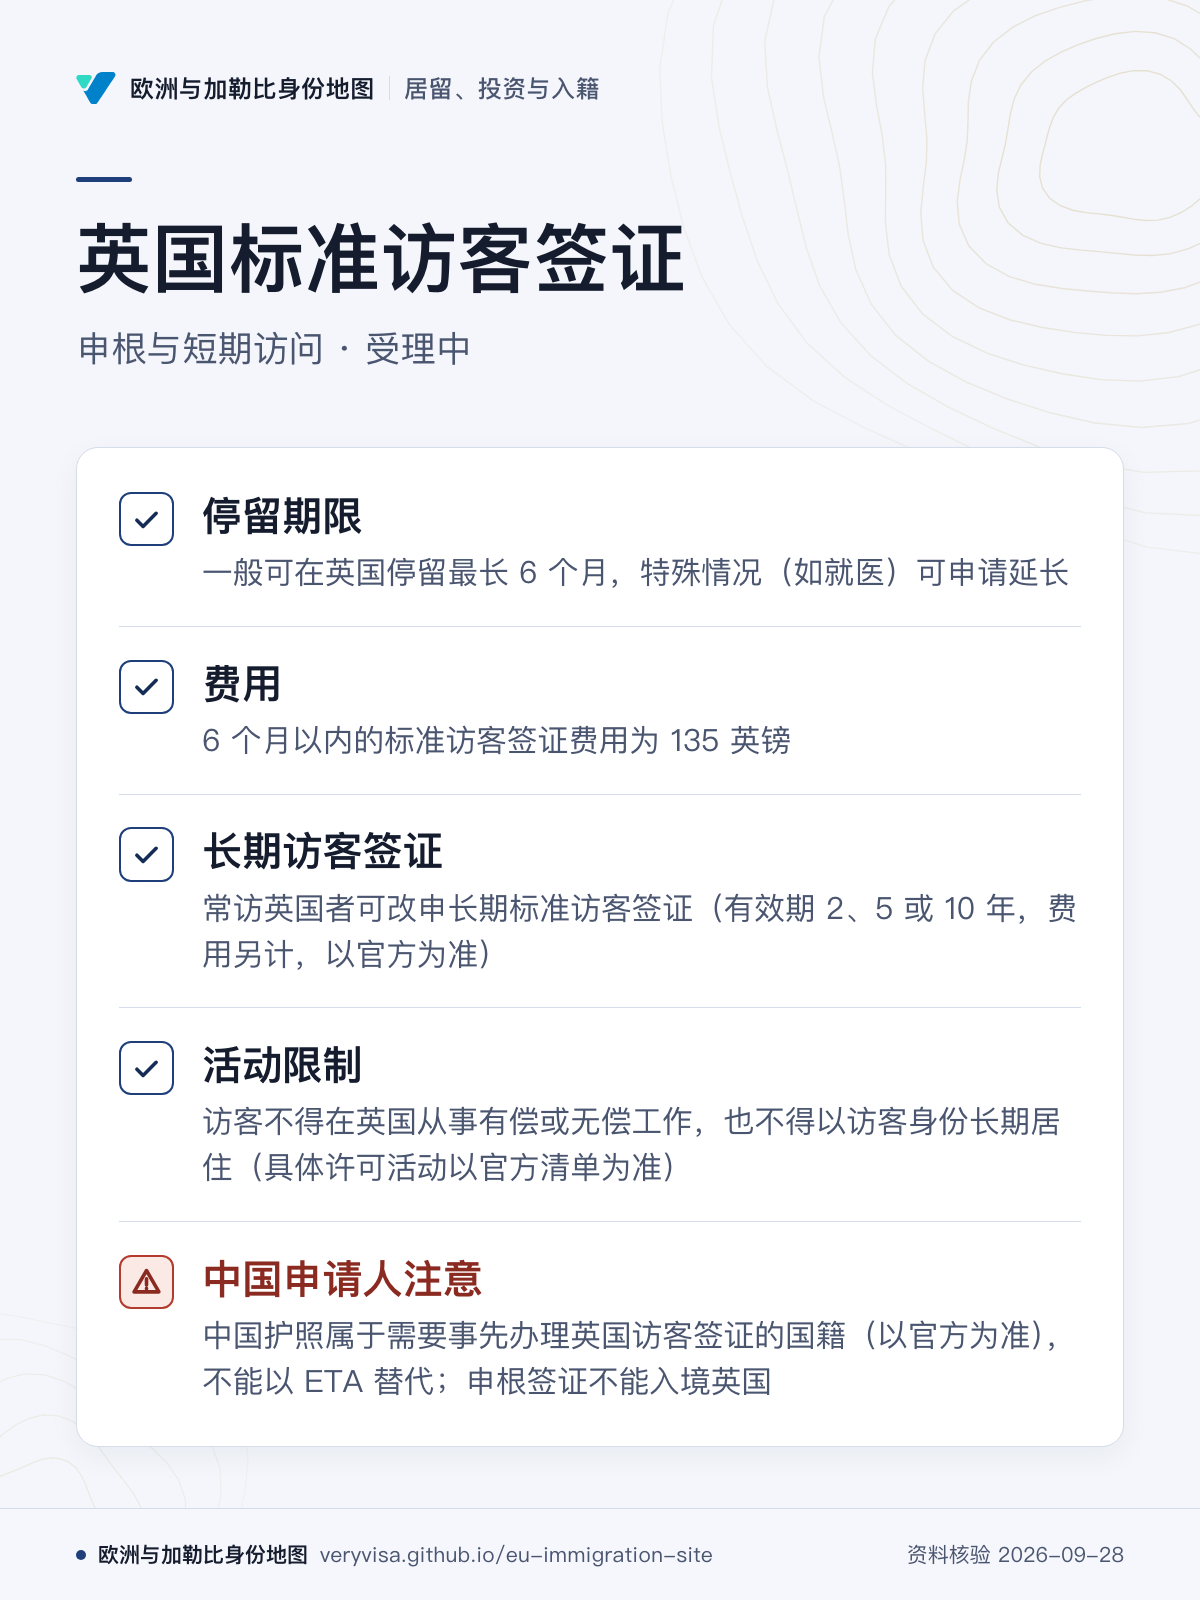 欧洲与加勒比身份地图 居留、投资与入籍
英国标准访客签证
申根与短期访问 · 受理中
停留期限
一般可在英国停留最长 6 个月，特殊情况（如就医）可申请延长
费用
6 个月以内的标准访客签证费用为 135 英镑
长期访客签证
常访英国者可改申长期标准访客签证（有效期 2、5 或 10 年，费
用另计，以官方为准）
活动限制
访客不得在英国从事有偿或无偿工作，也不得以访客身份长期居
住（具体许可活动以官方清单为准）
中国申请人注意
中国护照属于需要事先办理英国访客签证的国籍（以官方为准），
不能以 ETA 替代；申根签证不能入境英国
欧洲与加勒比身份地图 veryvisa.github.io/eu-immigration-site 资料核验 2026-09-28